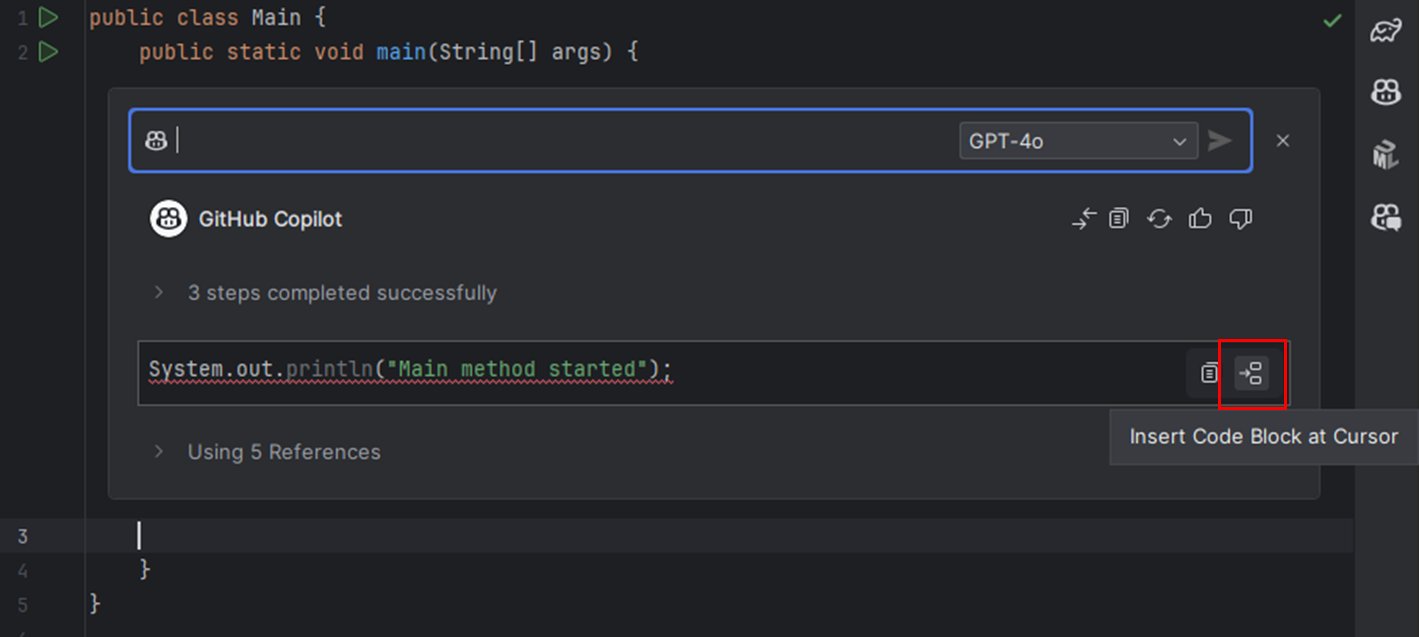 1 public class Main {
2 public static void main(String[] args) {
GPT-4o
GitHub Copilot
3 steps completed successfully
System.out.println("Main method started");
Insert Code Block at Cursor
Using 5 References
3
4 }
5 }